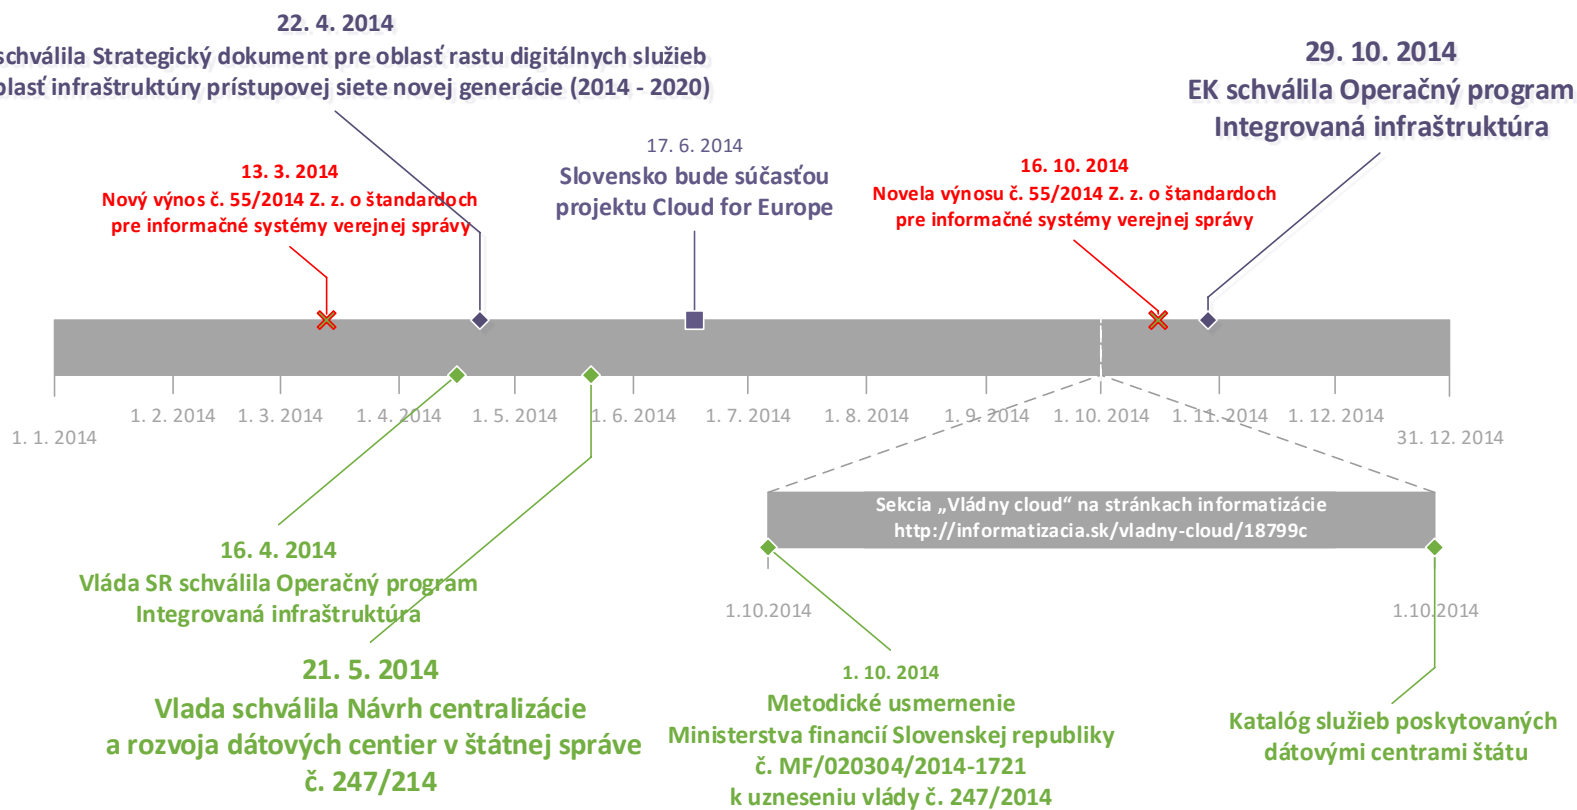 22. 4. 2014
schválila Strategický dokument pre oblasť rastu digitálnych služieb
oblasť infraštruktúry prístupovej siete novej generácie (2014 - 2020)
29. 10. 2014
EK schválila Operačný program
Integrovaná infraštruktúra
17. 6. 2014
Slovensko bude súčasťou
projektu Cloud for Europe
13. 3. 2014
Nový výnos č. 55/2014 Z. z. o štandardoch
pre informačné systémy verejnej správy
16. 10. 2014
Novela výnosu č. 55/2014 Z. z. o štandardoch
pre informačné systémy verejnej správy
1. 1. 2014
1. 2. 2014
1. 3. 2014
1. 4. 2014
1. 5. 2014
1. 6. 2014
1. 7. 2014
1. 8. 2014
1. 9. 2014
1. 10. 2014
1. 11. 2014
1. 12. 2014
31. 12. 2014
Sekcia „Vládny cloud“ na stránkach informatizácie
http://informatizacia.sk/vladny-cloud/18799c
1.10.2014
1.10.2014
16. 4. 2014
Vláda SR schválila Operačný program
Integrovaná infraštruktúra
21. 5. 2014
Vlada schválila Návrh centralizácie
a rozvoja dátových centier v štátnej správe
č. 247/214
1. 10. 2014
Metodické usmernenie
Ministerstva financií Slovenskej republiky
č. MF/020304/2014-1721
k uzneseniu vlády č. 247/2014
Katalóg služieb poskytovaných
dátovými centrami štátu